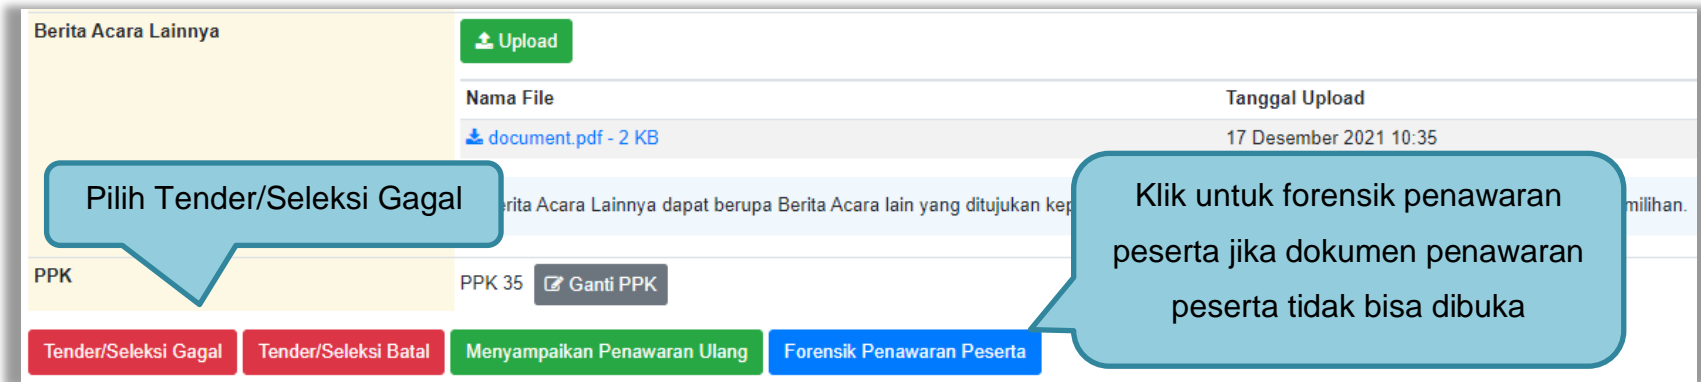 Berita Acara Lainnya
Upload
Nama File Tanggal Upload
document.pdf - 2 KB 17 Desember 2021 10:35
Pilih Tender/Seleksi Gagal
Acara Lainnya dapat berupa Berita Acara lain yang ditujukan
Klik untuk forensik penawaran
peserta jika dokumen penawaran
peserta tidak bisa dibuka
PPK
PPK 35 Ganti PPK
Tender/Seleksi Gagal Tender/Seleksi Batal Menyampaikan Penawaran Ulang Forensik Penawaran Peserta